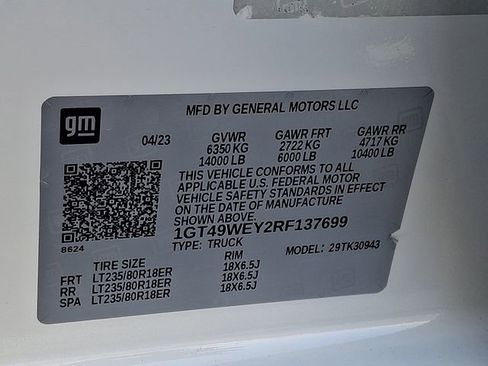 gm
MFD BY GENERAL MOTORS LLC
04/23 GVWR GAWR FRT GAWR RR
6350 KG 2722 KG 4717 KG
14000 LB 6000 LB 10400 LB
THIS VEHICLE CONFORMS TO ALL
APPLICABLE U.S. FEDERAL MOTOR
VEHICLE SAFETY STANDARDS IN EFFECT
ON THE DATE OF MANUFACTURE
SHOWN ABOVE.
8624 1GT49WEY2RF137699
TYPE: TRUCK MODEL: 29TK30943
TIRE SIZE RIM
FRT LT235/80R18ER 18X6.5J
RR LT235/80R18ER 18X6.5J
SPA LT235/80R18ER 18X6.5J